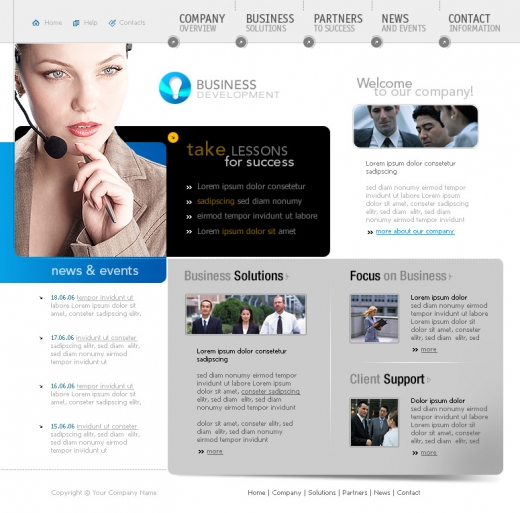 Home Help Contacts
COMPANY OVERVIEW
BUSINESS SOLUTIONS
PARTNERS TO SUCCESS
NEWS AND EVENTS
CONTACT INFORMATION
BUSINESS
DEVELOPMENT
Welcome
to our company!
take LESSONS
for success
Lorem ipsum dolor consetetur
sadipscing sed diam nonumy
eirmod tempor invidunt ut labore
Lorem ipsum dolor sit amet
Lorem ipsum dolor consetetur
sadipscing
sed diam nonumy eirmod
tempor invidunt ut labore
Lorem ipsum dolor sit amet,
conseteur sadipscing elitr.
more about our company
news & events
18.06.06 tempor invidunt ut
labore Lorem ipsum dolor sit
amet, consetetur sadipscing elitr,
17.06.06 invidunt ut conseter
sadipscing elitr, sed diam elitr,
sed diam nonumy eirmod
tempor invidunt ut
16.06.06 tempor invidunt ut
labore Lorem ipsum dolor sit
amet, consetetur sadipscing elitr,
15.06.06 invidunt ut conseter
sadipscing elitr, sed diam elitr,
sed diam nonumy eirmod
tempor invidunt ut
Business Solutions
Lorem ipsum dolor consetetur
sadipscing
sed diam nonumy eirmod
tempor invidunt ut labore
Lorem ipsum dolor sit
dolor sit amet, conseter sadipscing
elitr, sed diam elitr, sed diam
nonumy eirmod tempor invidunt
dolor sit amet, conseter sadipscing
elitr, sed diam elitr, sed diam
nonumy eirmod tempor invidunt
more
Focus on Business
Lorem ipsum dolor
sed diam nonumy eirmod
tempor invidunt ut labore
Lorem ipsum dolor sit
amet, conseter sadipscing
elitr, sed diam elitr sed
more
Client Support
Dolor ipsum dolor
sed diam nonumy eirmod
tempor invidunt ut labore
Lorem ipsum dolor sit
amet, conseter sadipscing
elitr, sed diam elitr sed
more
Copyright © Your Company Name
Home | Company | Solutions | Partners | News | Contact